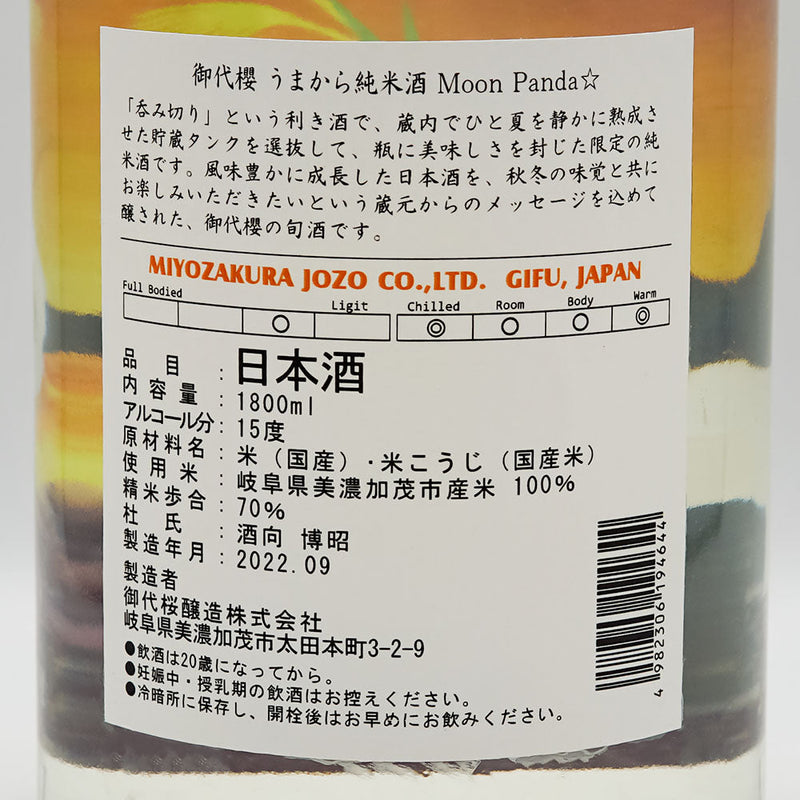 御代櫻 うまから純米酒 Moon Panda☆
「呑み切り」という利き酒で、蔵内でひと夏を静かに熟成さ
せた貯蔵タンクを選抜して、瓶に美味しさを封じた限定の純
米酒です。風味豊かに成長した日本酒を、秋冬の味覚と共に
お楽しみいただきたいという蔵元からのメッセージを込めて
醸された、御代櫻の旬酒です。
MIYOZAKURA JOZO CO.,LTD. GIFU, JAPAN
Full Bodied Ligit Chilled Room Body Warm
○ ◎ ○ ○ ◎
品目:日本酒
内容量:1800ml
アルコール分:15度
原材料名:米(国産)・米こうじ(国産米)
使用米:岐阜県美濃加茂市産米 100%
精米歩合:70%
杜氏:酒向 博昭
製造年月:2022.09
製造者
御代桜醸造株式会社
岐阜県美濃加茂市太田本町3-2-9
●飲酒は20歳になってから。
●妊娠中・授乳期の飲酒はお控えください。
●冷暗所に保存し、開栓後はお早めにお飲みください。
4 982306 194644